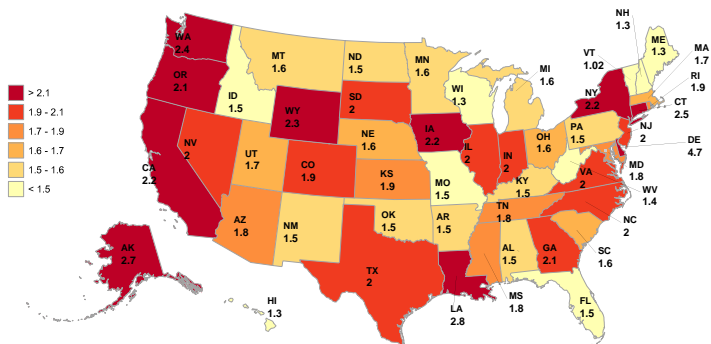 NH
1.3
WA
2.4
MT
1.6
ND
1.5
MN
1.6
VT
1.02
ME
1.3
MA
1.7
OR
2.1
ID
1.5
WY
2.3
SD
2
WI
1.3
MI
1.6
NY
2.2
RI
1.9
CT
2.5
> 2.1
1.9 - 2.1
1.7 - 1.9
1.6 - 1.7
1.5 - 1.6
< 1.5
NV
2
UT
1.7
CO
1.9
NE
1.6
IA
2.2
IL
2
IN
2
OH
1.6
PA
1.5
NJ
2
DE
4.7
CA
2.2
KS
1.9
MO
1.5
KY
1.5
VA
2
MD
1.8
WV
1.4
AZ
1.8
NM
1.5
OK
1.5
AR
1.5
TN
1.8
NC
2
AK
2.7
TX
2
AL
1.5
GA
2.1
SC
1.6
HI
1.3
LA
2.8
MS
1.8
FL
1.5